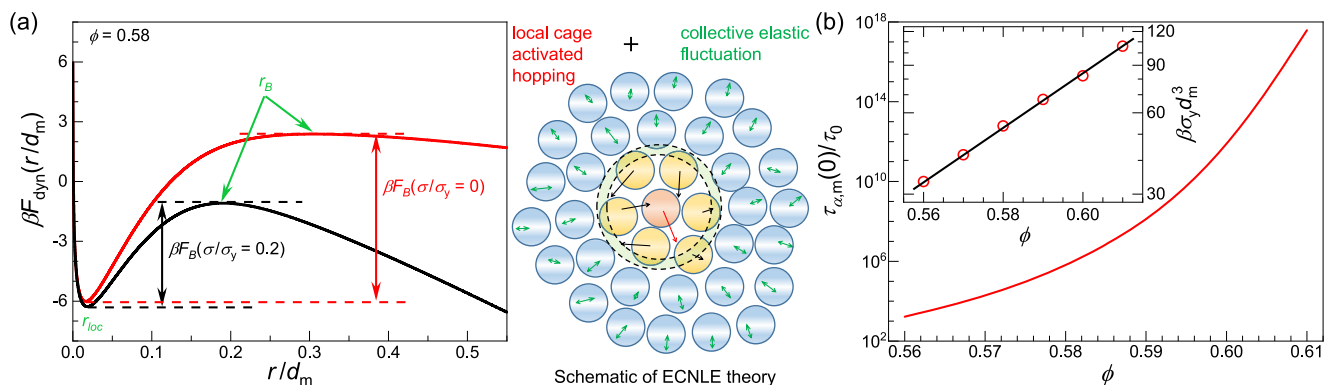 (a)
ϕ = 0.58
βF_dyn(r/d_m)
6
3
0
-3
-6
r_B
βF_B(σ/σ_y = 0)
βF_B(σ/σ_y = 0.2)
r_loc
0.0 0.1 0.2 0.3 0.4 0.5
r/d_m
local cage
activated
hopping
+
collective elastic
fluctuation
Schematic of ECNLE theory
(b)
τ_α,m(0)/τ_0
10^18
10^14
10^10
10^6
10^2
0.56 0.57 0.58 0.59 0.60 0.61
ϕ
120
90
60
30
βσ_y d_m^3
0.56 0.58 0.60
ϕ